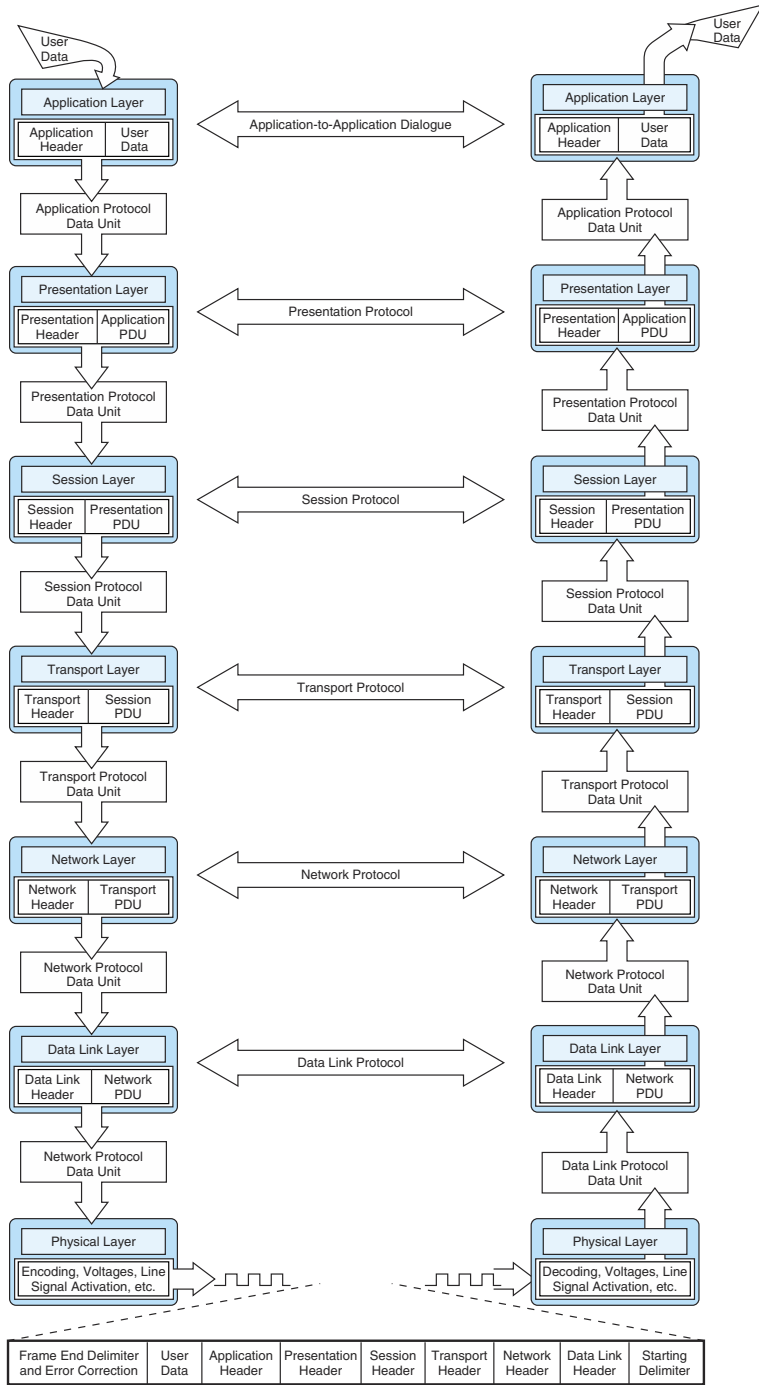 User
Data
User
Data
Application Layer
Application
Header
User
Data
Application-to-Application Dialogue
Application Layer
Application
Header
User
Data
Application Protocol
Data Unit
Application Protocol
Data Unit
Presentation Layer
Presentation
Header
Application
PDU
Presentation Protocol
Presentation Layer
Presentation
Header
Application
PDU
Presentation Protocol
Data Unit
Presentation Protocol
Data Unit
Session Layer
Session
Header
Presentation
PDU
Session Protocol
Session Layer
Session
Header
Presentation
PDU
Session Protocol
Data Unit
Session Protocol
Data Unit
Transport Layer
Transport
Header
Session
PDU
Transport Protocol
Transport Layer
Transport
Header
Session
PDU
Transport Protocol
Data Unit
Transport Protocol
Data Unit
Network Layer
Network
Header
Transport
PDU
Network Protocol
Network Layer
Network
Header
Transport
PDU
Network Protocol
Data Unit
Network Protocol
Data Unit
Data Link Layer
Data Link
Header
Network
PDU
Data Link Protocol
Data Link Layer
Data Link
Header
Network
PDU
Network Protocol
Data Unit
Data Link Protocol
Data Unit
Physical Layer
Encoding, Voltages, Line
Signal Activation, etc.
Physical Layer
Decoding, Voltages, Line
Signal Activation, etc.
Frame End Delimiter
and Error Correction
User
Data
Application
Header
Presentation
Header
Session
Header
Transport
Header
Network
Header
Data Link
Header
Starting
Delimiter